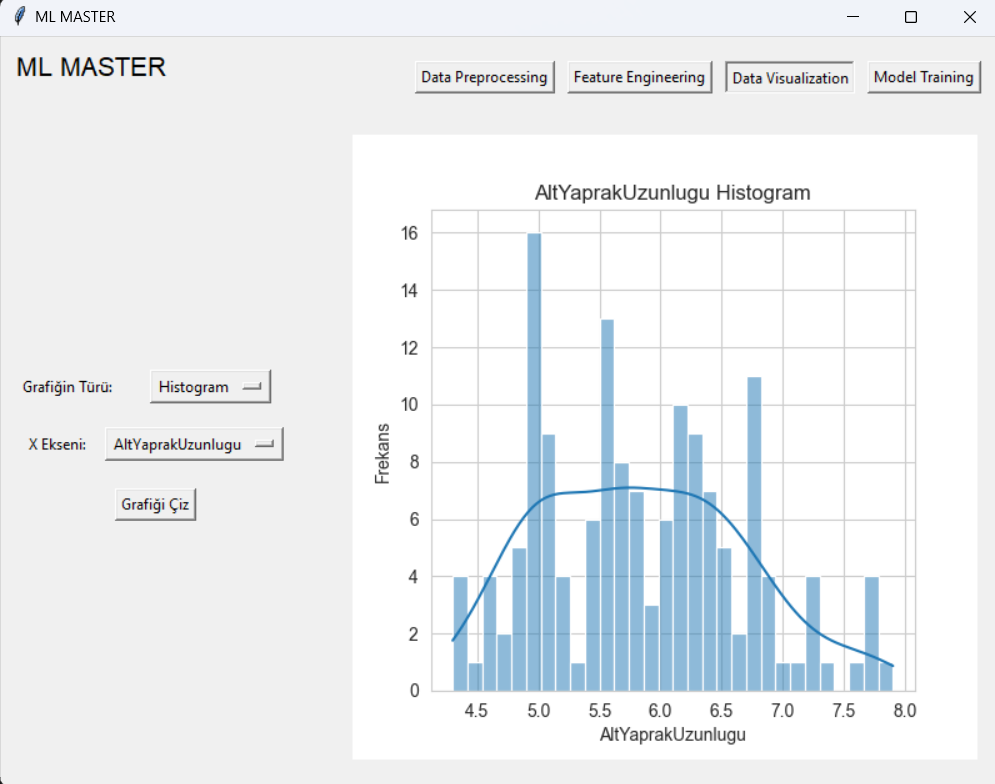 ML MASTER
ML MASTER
Data Preprocessing
Feature Engineering
Data Visualization
Model Training
Grafiğin Türü:
Histogram
X Ekseni:
AltYaprakUzunlugu
Grafiği Çiz
AltYaprakUzunlugu Histogram
Frekans
16
14
12
10
8
6
4
2
0
4.5 5.0 5.5 6.0 6.5 7.0 7.5 8.0
AltYaprakUzunlugu